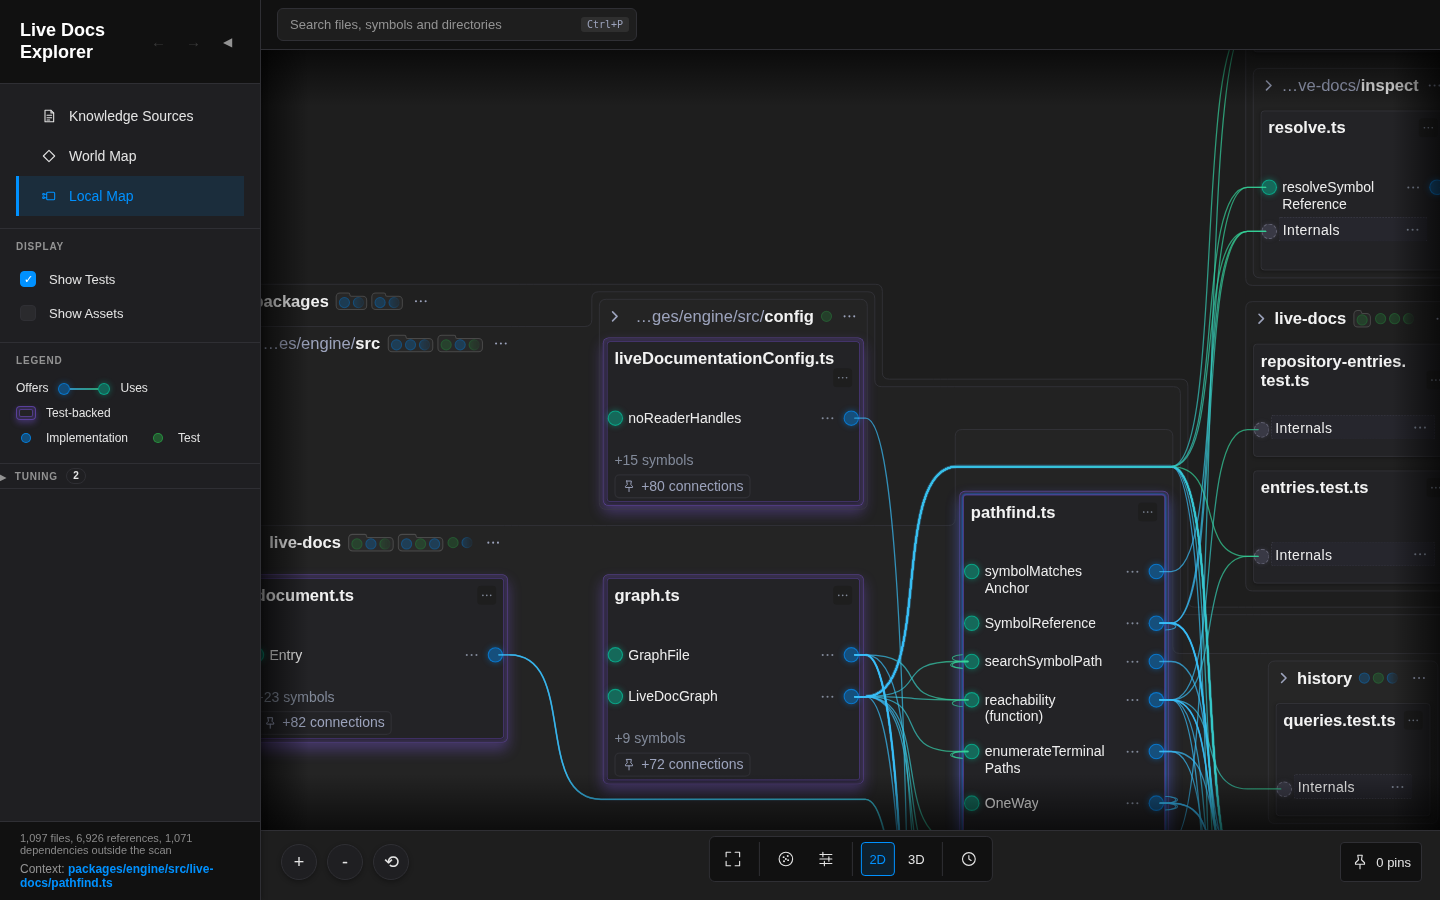 Live Docs
Explorer
Search files, symbols and directories
Ctrl+P
Knowledge Sources
World Map
Local Map
DISPLAY
Show Tests
Show Assets
LEGEND
Offers
Uses
Test-backed
Implementation
Test
TUNING
2
1,097 files, 6,926 references, 1,071
dependencies outside the scan
Context: packages/engine/src/live-
docs/pathfind.ts
ackages
…es/engine/src
…ges/engine/src/config
liveDocumentationConfig.ts
noReaderHandles
+15 symbols
+80 connections
live-docs
document.ts
Entry
23 symbols
+82 connections
graph.ts
GraphFile
LiveDocGraph
+9 symbols
+72 connections
pathfind.ts
symbolMatches
Anchor
SymbolReference
searchSymbolPath
reachability
(function)
enumerateTerminal
Paths
OneWay
…ve-docs/inspect
resolve.ts
resolveSymbol
Reference
Internals
live-docs
repository-entries.
test.ts
Internals
entries.test.ts
Internals
history
queries.test.ts
Internals
+
-
2D
3D
0 pins